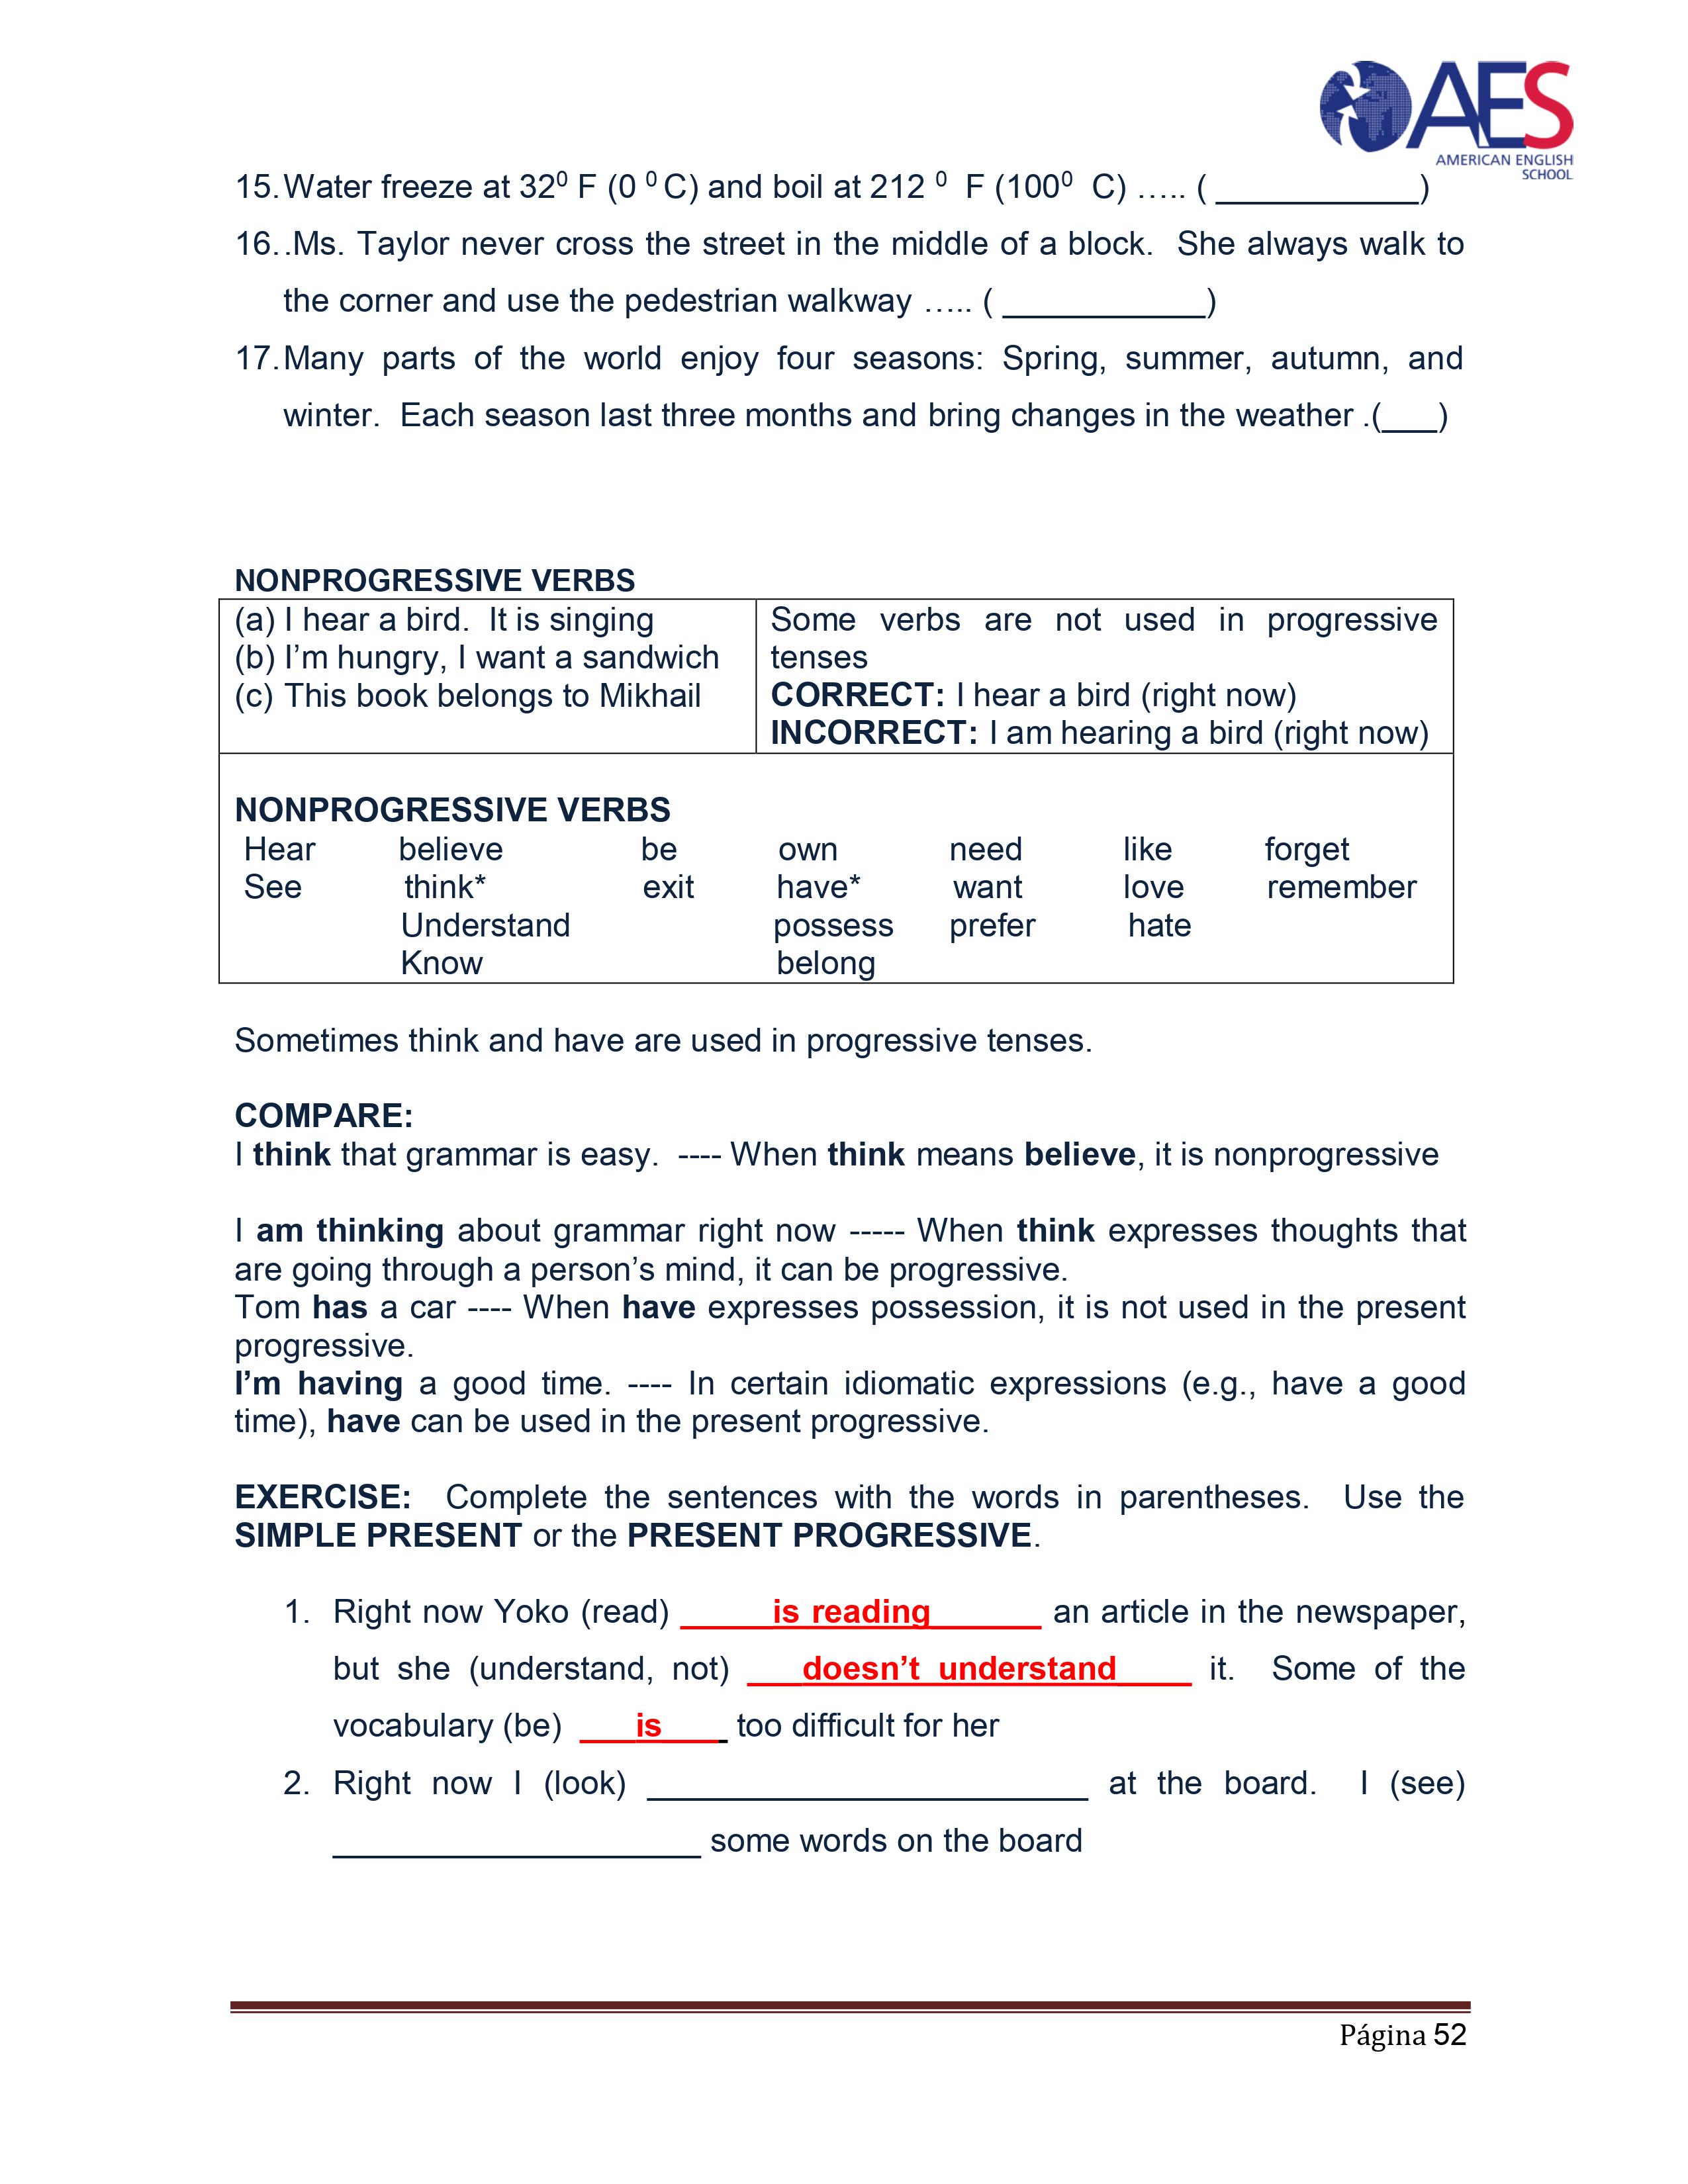 AES
AMERICAN ENGLISH
SCHOOL
15.Water freeze at 32⁰ F (0 ⁰ C) and boil at 212 ⁰ F (100⁰ C) ….. ( ___________)
16..Ms. Taylor never cross the street in the middle of a block. She always walk to
the corner and use the pedestrian walkway ….. ( ___________)
17.Many parts of the world enjoy four seasons: Spring, summer, autumn, and
winter. Each season last three months and bring changes in the weather .(___)
NONPROGRESSIVE VERBS
(a) I hear a bird. It is singing
(b) I’m hungry, I want a sandwich
(c) This book belongs to Mikhail
Some verbs are not used in progressive
tenses
CORRECT: I hear a bird (right now)
INCORRECT: I am hearing a bird (right now)
NONPROGRESSIVE VERBS
Hear believe be own need like forget
See think* exit have* want love remember
Understand possess prefer hate
Know belong
Sometimes think and have are used in progressive tenses.
COMPARE:
I think that grammar is easy. ---- When think means believe, it is nonprogressive
I am thinking about grammar right now ----- When think expresses thoughts that
are going through a person’s mind, it can be progressive.
Tom has a car ---- When have expresses possession, it is not used in the present
progressive.
I’m having a good time. ---- In certain idiomatic expressions (e.g., have a good
time), have can be used in the present progressive.
EXERCISE: Complete the sentences with the words in parentheses. Use the
SIMPLE PRESENT or the PRESENT PROGRESSIVE.
1. Right now Yoko (read) _____is reading______ an article in the newspaper,
but she (understand, not) ___doesn’t understand____ it. Some of the
vocabulary (be) ___is____ too difficult for her
2. Right now I (look) ________________________ at the board. I (see)
____________________ some words on the board
Página 52